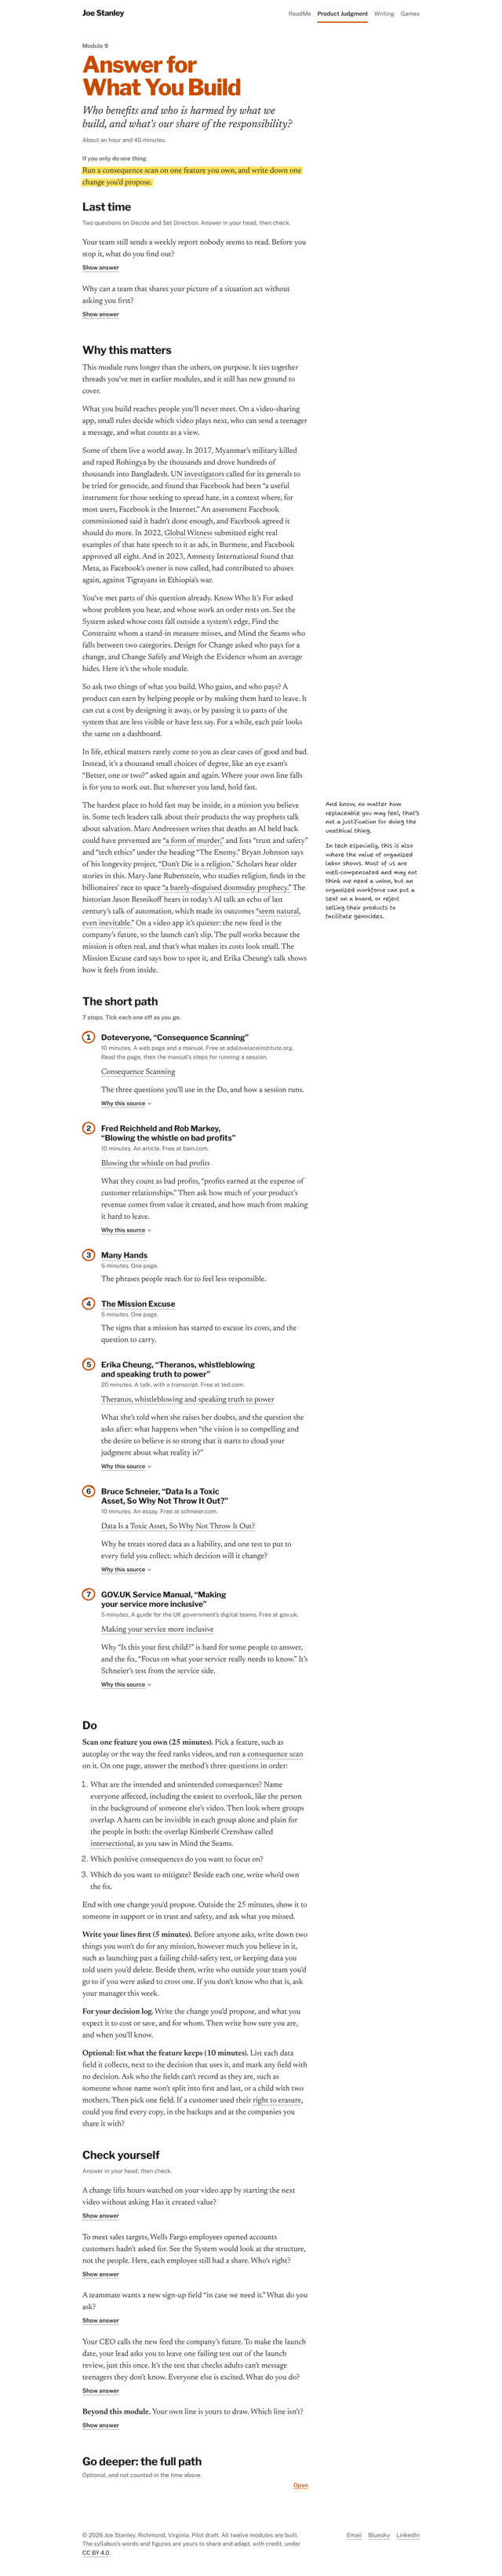 Joe Stanley
ReadMe Product Judgment Writing Games
Module 9
Answer for
What You Build
Who benefits and who is harmed by what we
build, and what's our share of the responsibility?
About an hour and 45 minutes.
If you only do one thing
Run a consequence scan on one feature you own, and write down one
change you'd propose.
Last time
Two questions on Decide and Set Direction. Answer in your head, then check.
Your team still sends a weekly report nobody seems to read. Before you
stop it, what do you find out?
Show answer
Why can a team that shares your picture of a situation act without
asking you first?
Show answer
Why this matters
This module runs longer than the others, on purpose. It ties together
threads you've met in earlier modules, and it still has new ground to
cover.
What you build reaches people you'll never meet. On a video-sharing
app, small rules decide which video plays next, who can send a teenager
a message, and what counts as a view.
Some of them live a world away. In 2017, Myanmar's military killed
and raped Rohingya by the thousands and drove hundreds of
thousands into Bangladesh. UN investigators called for its generals to
be tried for genocide, and found that Facebook had been “a useful
instrument for those seeking to spread hate, in a context where, for
most users, Facebook is the Internet.” An assessment Facebook
commissioned said it hadn't done enough, and Facebook agreed it
should do more. In 2022, Global Witness submitted eight real
examples of that hate speech to it as ads, in Burmese, and Facebook
approved all eight. And in 2023, Amnesty International found that
Meta, as Facebook's owner is now called, had contributed to abuses
again, against Tigrayans in Ethiopia's war.
You've met parts of this question already. Know Who It's For asked
whose problem you hear, and whose work an order rests on. See the
System asked whose costs fall outside a system's edge, Find the
Constraint whom a stand-in measure misses, and Mind the Seams who
falls between two categories. Design for Change asked who pays for a
change, and Change Safely and Weigh the Evidence whom an average
hides. Here it's the whole module.
So ask two things of what you build. Who gains, and who pays? A
product can earn by helping people or by making them hard to leave. It
can cut a cost by designing it away, or by passing it to parts of the
system that are less visible or have less say. For a while, each pair looks
the same on a dashboard.
In life, ethical matters rarely come to you as clear cases of good and bad.
Instead, it's a thousand small choices of degree, like an eye exam's
“Better, one or two?” asked again and again. Where your own line falls
is for you to work out. But wherever you land, hold fast.
The hardest place to hold fast may be inside, in a mission you believe
in. Some tech leaders talk about their products the way prophets talk
about salvation. Marc Andreessen writes that deaths an AI held back
could have prevented are “a form of murder,” and lists “trust and safety”
and “tech ethics” under the heading “The Enemy.” Bryan Johnson says
of his longevity project, “Don't Die is a religion.” Scholars hear older
stories in this. Mary-Jane Rubenstein, who studies religion, finds in the
billionaires' race to space “a barely-disguised doomsday prophecy.” The
historian Jason Resnikoff hears in today's AI talk an echo of last
century's talk of automation, which made its outcomes “seem natural,
even inevitable.” On a video app it's quieter: the new feed is the
company's future, so the launch can't slip. The pull works because the
mission is often real, and that's what makes its costs look small. The
Mission Excuse card says how to spot it, and Erika Cheung's talk shows
how it feels from inside.
And know, no matter how
replaceable you may feel, that's
not a justification for doing the
unethical thing.
In tech especially, this is also
where the value of organized
labor shows. Most of us are
well-compensated and may not
think we need a union, but an
organized workforce can put a
seat on a board, or reject
selling their products to
facilitate genocides.
The short path
7 stops. Tick each one off as you go.
1
Doteveryone, “Consequence Scanning”
10 minutes. A web page and a manual. Free at adalovelaceinstitute.org.
Read the page, then the manual's steps for running a session.
Consequence Scanning
The three questions you'll use in the Do, and how a session runs.
Why this source
2
Fred Reichheld and Rob Markey,
“Blowing the whistle on bad profits”
10 minutes. An article. Free at bain.com.
Blowing the whistle on bad profits
What they count as bad profits, “profits earned at the expense of
customer relationships.” Then ask how much of your product's
revenue comes from value it created, and how much from making
it hard to leave.
Why this source
3
Many Hands
5 minutes. One page.
The phrases people reach for to feel less responsible.
4
The Mission Excuse
5 minutes. One page.
The signs that a mission has started to excuse its costs, and the
question to carry.
5
Erika Cheung, “Theranos, whistleblowing
and speaking truth to power”
20 minutes. A talk, with a transcript. Free at ted.com.
Theranos, whistleblowing and speaking truth to power
What she's told when she raises her doubts, and the question she
asks after: what happens when “the vision is so compelling and
the desire to believe is so strong that it starts to cloud your
judgment about what reality is?”
Why this source
6
Bruce Schneier, “Data Is a Toxic
Asset, So Why Not Throw It Out?”
10 minutes. An essay. Free at schneier.com.
Data Is a Toxic Asset, So Why Not Throw It Out?
Why he treats stored data as a liability, and one test to put to
every field you collect: which decision will it change?
Why this source
7
GOV.UK Service Manual, “Making
your service more inclusive”
5 minutes. A guide for the UK government's digital teams. Free at gov.uk.
Making your service more inclusive
Why “Is this your first child?” is hard for some people to answer,
and the fix, “Focus on what your service really needs to know.” It's
Schneier's test from the service side.
Why this source
Do
Scan one feature you own (25 minutes). Pick a feature, such as
autoplay or the way the feed ranks videos, and run a consequence scan
on it. On one page, answer the method's three questions in order:
1. What are the intended and unintended consequences? Name
everyone affected, including the easiest to overlook, like the person
in the background of someone else's video. Then look where groups
overlap. A harm can be invisible in each group alone and plain for
the people in both: the overlap Kimberlé Crenshaw called
intersectional, as you saw in Mind the Seams.
2. Which positive consequences do you want to focus on?
3. Which do you want to mitigate? Beside each one, write who'd own
the fix.
End with one change you'd propose. Outside the 25 minutes, show it to
someone in support or in trust and safety, and ask what you missed.
Write your lines first (5 minutes). Before anyone asks, write down two
things you won't do for any mission, however much you believe in it,
such as launching past a failing child-safety test, or keeping data you
told users you'd delete. Beside them, write who outside your team you'd
go to if you were asked to cross one. If you don't know who that is, ask
your manager this week.
For your decision log. Write the change you'd propose, and what you
expect it to cost or save, and for whom. Then write how sure you are,
and when you'll know.
Optional: list what the feature keeps (10 minutes). List each data
field it collects, next to the decision that uses it, and mark any field with
no decision. Ask who the fields can't record as they are, such as
someone whose name won't split into first and last, or a child with two
mothers. Then pick one field. If a customer used their right to erasure,
could you find every copy, in the backups and at the companies you
share it with?
Check yourself
Answer in your head, then check.
A change lifts hours watched on your video app by starting the next
video without asking. Has it created value?
Show answer
To meet sales targets, Wells Fargo employees opened accounts
customers hadn't asked for. See the System would look at the structure,
not the people. Here, each employee still had a share. Who's right?
Show answer
A teammate wants a new sign-up field “in case we need it.” What do you
ask?
Show answer
Your CEO calls the new feed the company's future. To make the launch
date, your lead asks you to leave one failing test out of the launch
review, just this once. It's the test that checks adults can't message
teenagers they don't know. Everyone else is excited. What do you do?
Show answer
Beyond this module. Your own line is yours to draw. Which line isn't?
Show answer
Go deeper: the full path
Optional, and not counted in the time above.
Open
© 2026 Joe Stanley, Richmond, Virginia. Pilot draft. All twelve modules are built.
The syllabus's words and figures are yours to share and adapt, with credit, under
CC BY 4.0.
Email Bluesky LinkedIn